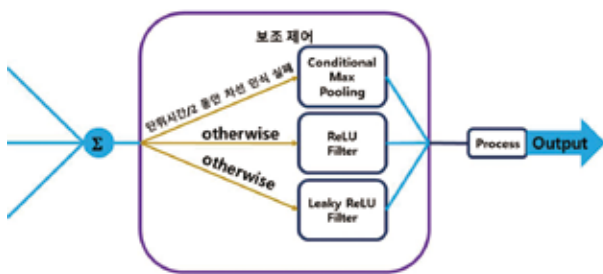 보조 제어
단위시간/2 동안 차선 인식 실패
Conditional
Max
Pooling
otherwise
ReLU
Filter
otherwise
Leaky ReLU
Filter
Σ
Process
Output